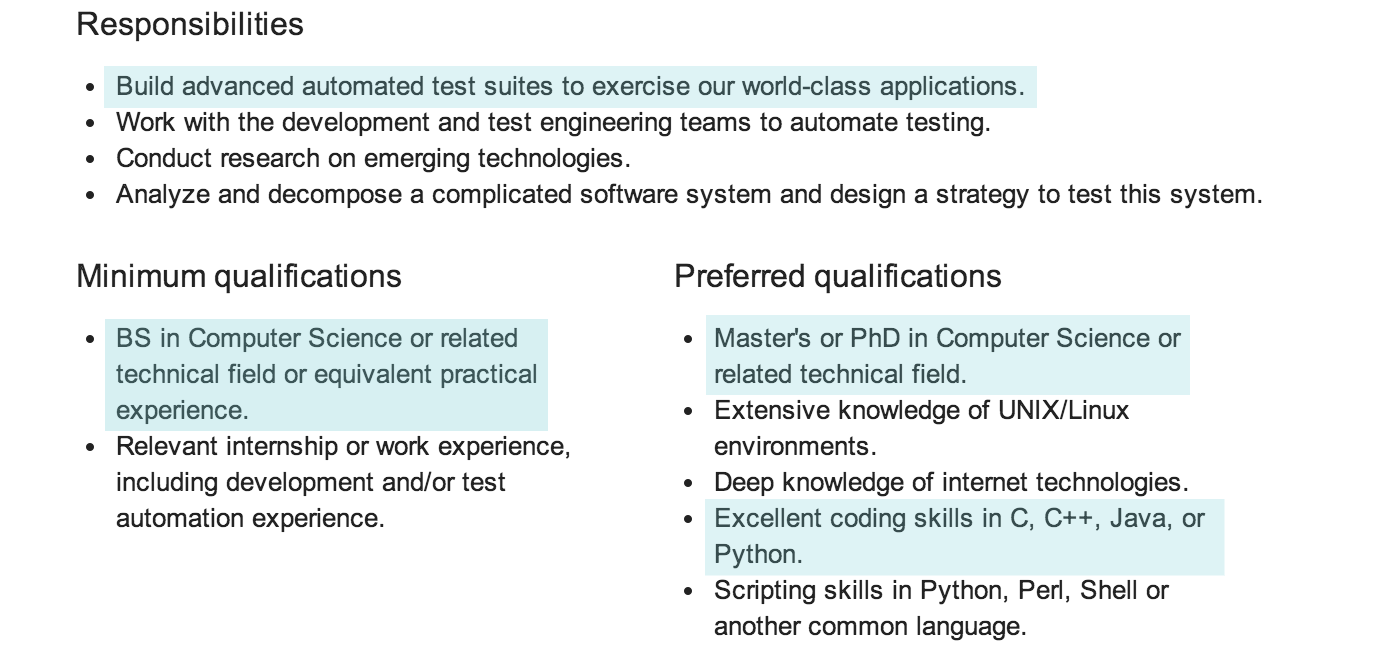 Responsibilities
• Build advanced automated test suites to exercise our world-class applications.
• Work with the development and test engineering teams to automate testing.
• Conduct research on emerging technologies.
• Analyze and decompose a complicated software system and design a strategy to test this system.
Minimum qualifications
• BS in Computer Science or related
technical field or equivalent practical
experience.
• Relevant internship or work experience,
including development and/or test
automation experience.
Preferred qualifications
• Master's or PhD in Computer Science or
related technical field.
• Extensive knowledge of UNIX/Linux
environments.
• Deep knowledge of internet technologies.
• Excellent coding skills in C, C++, Java, or
Python.
• Scripting skills in Python, Perl, Shell or
another common language.